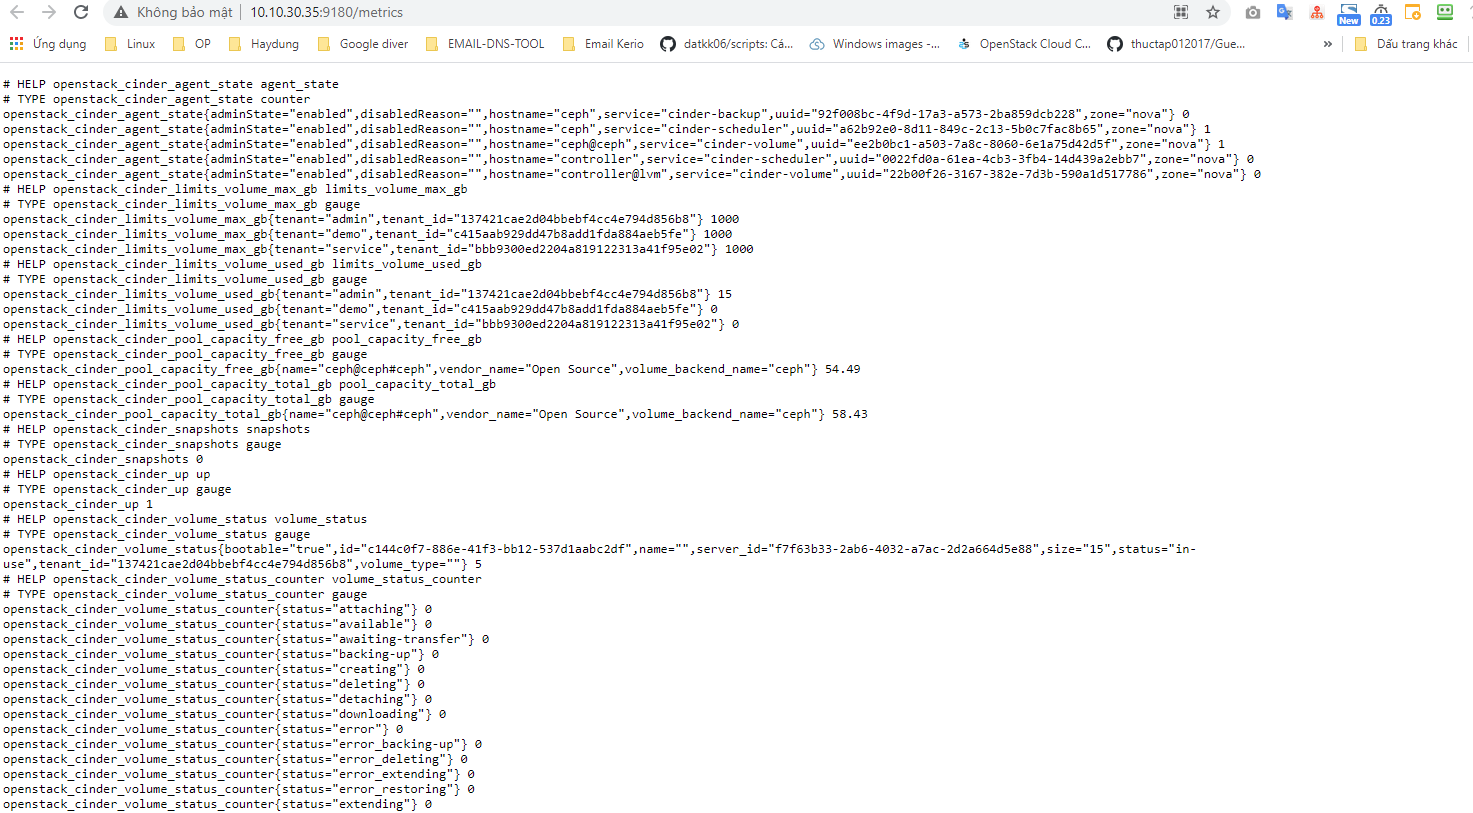 Không bảo mật | 10.10.30.35:9180/metrics
New
0.23
Ứng dụng Linux OP Haydung Google diver EMAIL-DNS-TOOL Email Kerio datkk06/scripts: Cá... Windows images -... OpenStack Cloud C... thuctap012017/Gue... » Dấu trang khác
# HELP openstack_cinder_agent_state agent_state
# TYPE openstack_cinder_agent_state counter
openstack_cinder_agent_state{adminState="enabled",disabledReason="",hostname="ceph",service="cinder-backup",uuid="92f008bc-4f9d-17a3-a573-2ba859dcb228",zone="nova"} 0
openstack_cinder_agent_state{adminState="enabled",disabledReason="",hostname="ceph",service="cinder-scheduler",uuid="a62b92e0-8d11-849c-2c13-5b0c7fac8b65",zone="nova"} 1
openstack_cinder_agent_state{adminState="enabled",disabledReason="",hostname="ceph@ceph",service="cinder-volume",uuid="ee2b0bc1-a503-7a8c-8060-6e1a75d42d5f",zone="nova"} 1
openstack_cinder_agent_state{adminState="enabled",disabledReason="",hostname="controller",service="cinder-scheduler",uuid="0022fd0a-61ea-4cb3-3fb4-14d439a2ebb7",zone="nova"} 0
openstack_cinder_agent_state{adminState="enabled",disabledReason="",hostname="controller@lvm",service="cinder-volume",uuid="22b00f26-3167-382e-7d3b-590a1d517786",zone="nova"} 0
# HELP openstack_cinder_limits_volume_max_gb limits_volume_max_gb
# TYPE openstack_cinder_limits_volume_max_gb gauge
openstack_cinder_limits_volume_max_gb{tenant="admin",tenant_id="137421cae2d04bbebf4cc4e794d856b8"} 1000
openstack_cinder_limits_volume_max_gb{tenant="demo",tenant_id="c415aab929dd47b8add1fda884aeb5fe"} 1000
openstack_cinder_limits_volume_max_gb{tenant="service",tenant_id="bbb9300ed2204a819122313a41f95e02"} 1000
# HELP openstack_cinder_limits_volume_used_gb limits_volume_used_gb
# TYPE openstack_cinder_limits_volume_used_gb gauge
openstack_cinder_limits_volume_used_gb{tenant="admin",tenant_id="137421cae2d04bbebf4cc4e794d856b8"} 15
openstack_cinder_limits_volume_used_gb{tenant="demo",tenant_id="c415aab929dd47b8add1fda884aeb5fe"} 0
openstack_cinder_limits_volume_used_gb{tenant="service",tenant_id="bbb9300ed2204a819122313a41f95e02"} 0
# HELP openstack_cinder_pool_capacity_free_gb pool_capacity_free_gb
# TYPE openstack_cinder_pool_capacity_free_gb gauge
openstack_cinder_pool_capacity_free_gb{name="ceph@ceph#ceph",vendor_name="Open Source",volume_backend_name="ceph"} 54.49
# HELP openstack_cinder_pool_capacity_total_gb pool_capacity_total_gb
# TYPE openstack_cinder_pool_capacity_total_gb gauge
openstack_cinder_pool_capacity_total_gb{name="ceph@ceph#ceph",vendor_name="Open Source",volume_backend_name="ceph"} 58.43
# HELP openstack_cinder_snapshots snapshots
# TYPE openstack_cinder_snapshots gauge
openstack_cinder_snapshots 0
# HELP openstack_cinder_up up
# TYPE openstack_cinder_up gauge
openstack_cinder_up 1
# HELP openstack_cinder_volume_status volume_status
# TYPE openstack_cinder_volume_status gauge
openstack_cinder_volume_status{bootable="true",id="c144c0f7-886e-41f3-bb12-537d1aabc2df",name="",server_id="f7f63b33-2ab6-4032-a7ac-2d2a664d5e88",size="15",status="in-
use",tenant_id="137421cae2d04bbebf4cc4e794d856b8",volume_type=""} 5
# HELP openstack_cinder_volume_status_counter volume_status_counter
# TYPE openstack_cinder_volume_status_counter gauge
openstack_cinder_volume_status_counter{status="attaching"} 0
openstack_cinder_volume_status_counter{status="available"} 0
openstack_cinder_volume_status_counter{status="awaiting-transfer"} 0
openstack_cinder_volume_status_counter{status="backing-up"} 0
openstack_cinder_volume_status_counter{status="creating"} 0
openstack_cinder_volume_status_counter{status="deleting"} 0
openstack_cinder_volume_status_counter{status="detaching"} 0
openstack_cinder_volume_status_counter{status="downloading"} 0
openstack_cinder_volume_status_counter{status="error"} 0
openstack_cinder_volume_status_counter{status="error_backing-up"} 0
openstack_cinder_volume_status_counter{status="error_deleting"} 0
openstack_cinder_volume_status_counter{status="error_extending"} 0
openstack_cinder_volume_status_counter{status="error_restoring"} 0
openstack_cinder_volume_status_counter{status="extending"} 0